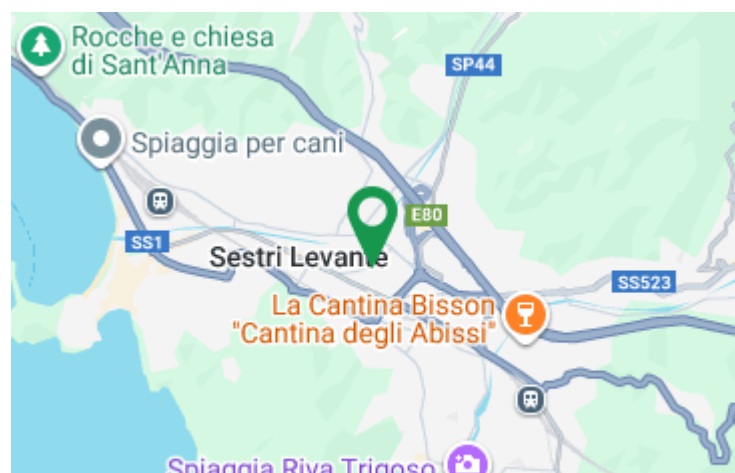 Rocche e chiesa
di Sant'Anna
SP44
Spiaggia per cani
E80
SS1
Sestri Levante
SS523
La Cantina Bisson
"Cantina degli Abissi"
Spiaggia Riva Trigoso